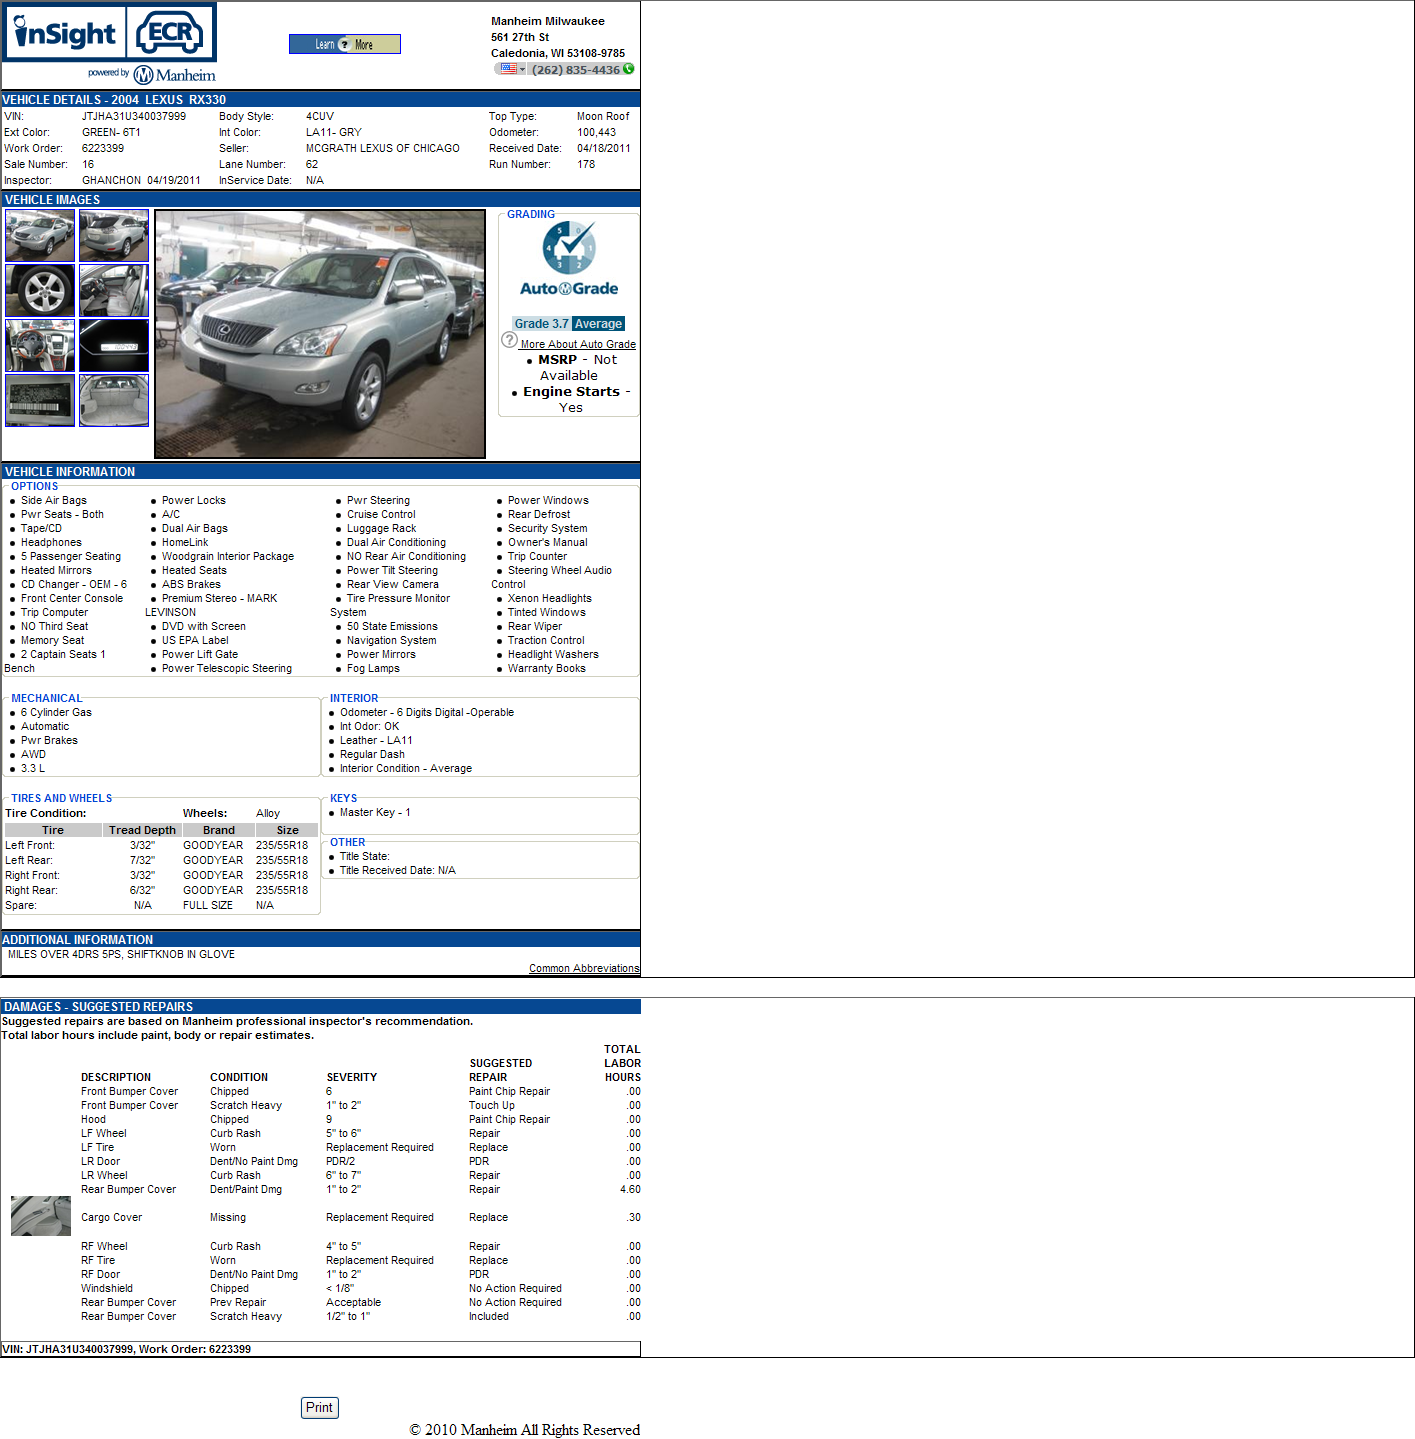 inSight ECR
powered by Manheim
Learn ? More
Manheim Milwaukee
561 27th St
Caledonia, WI 53108-9785
(262) 835-4436
VEHICLE DETAILS - 2004 LEXUS RX330
VIN: JTJHA31U340037999 Body Style: 4CUV Top Type: Moon Roof
Ext Color: GREEN- 6T1 Int Color: LA11- GRY Odometer: 100,443
Work Order: 6223399 Seller: MCGRATH LEXUS OF CHICAGO Received Date: 04/18/2011
Sale Number: 16 Lane Number: 62 Run Number: 178
Inspector: GHANCHON 04/19/2011 InService Date: N/A
VEHICLE IMAGES
GRADING
5 0
4 1
3 2
AutoGrade
Grade 3.7 Average
? More About Auto Grade
• MSRP - Not
Available
• Engine Starts -
Yes
VEHICLE INFORMATION
OPTIONS
• Side Air Bags • Power Locks • Pwr Steering • Power Windows
• Pwr Seats - Both • A/C • Cruise Control • Rear Defrost
• Tape/CD • Dual Air Bags • Luggage Rack • Security System
• Headphones • HomeLink • Dual Air Conditioning • Owner's Manual
• 5 Passenger Seating • Woodgrain Interior Package • NO Rear Air Conditioning • Trip Counter
• Heated Mirrors • Heated Seats • Power Tilt Steering • Steering Wheel Audio
• CD Changer - OEM - 6 • ABS Brakes • Rear View Camera Control
• Front Center Console • Premium Stereo - MARK • Tire Pressure Monitor • Xenon Headlights
• Trip Computer LEVINSON System • Tinted Windows
• NO Third Seat • DVD with Screen • 50 State Emissions • Rear Wiper
• Memory Seat • US EPA Label • Navigation System • Traction Control
• 2 Captain Seats 1 • Power Lift Gate • Power Mirrors • Headlight Washers
Bench • Power Telescopic Steering • Fog Lamps • Warranty Books
MECHANICAL
• 6 Cylinder Gas
• Automatic
• Pwr Brakes
• AWD
• 3.3 L
INTERIOR
• Odometer - 6 Digits Digital -Operable
• Int Odor: OK
• Leather - LA11
• Regular Dash
• Interior Condition - Average
TIRES AND WHEELS
Tire Condition: Wheels: Alloy
Tire Tread Depth Brand Size
Left Front: 3/32" GOODYEAR 235/55R18
Left Rear: 7/32" GOODYEAR 235/55R18
Right Front: 3/32" GOODYEAR 235/55R18
Right Rear: 6/32" GOODYEAR 235/55R18
Spare: N/A FULL SIZE N/A
KEYS
• Master Key - 1
OTHER
• Title State:
• Title Received Date: N/A
ADDITIONAL INFORMATION
MILES OVER 4DRS 5PS, SHIFTKNOB IN GLOVE
Common Abbreviations
DAMAGES - SUGGESTED REPAIRS
Suggested repairs are based on Manheim professional inspector's recommendation.
Total labor hours include paint, body or repair estimates.
TOTAL
SUGGESTED LABOR
DESCRIPTION CONDITION SEVERITY REPAIR HOURS
Front Bumper Cover Chipped 6 Paint Chip Repair .00
Front Bumper Cover Scratch Heavy 1" to 2" Touch Up .00
Hood Chipped 9 Paint Chip Repair .00
LF Wheel Curb Rash 5" to 6" Repair .00
LF Tire Worn Replacement Required Replace .00
LR Door Dent/No Paint Dmg PDR/2 PDR .00
LR Wheel Curb Rash 6" to 7" Repair .00
Rear Bumper Cover Dent/Paint Dmg 1" to 2" Repair 4.60
Cargo Cover Missing Replacement Required Replace .30
RF Wheel Curb Rash 4" to 5" Repair .00
RF Tire Worn Replacement Required Replace .00
RF Door Dent/No Paint Dmg 1" to 2" PDR .00
Windshield Chipped < 1/8" No Action Required .00
Rear Bumper Cover Prev Repair Acceptable No Action Required .00
Rear Bumper Cover Scratch Heavy 1/2" to 1" Included .00
VIN: JTJHA31U340037999, Work Order: 6223399
Print
© 2010 Manheim All Rights Reserved